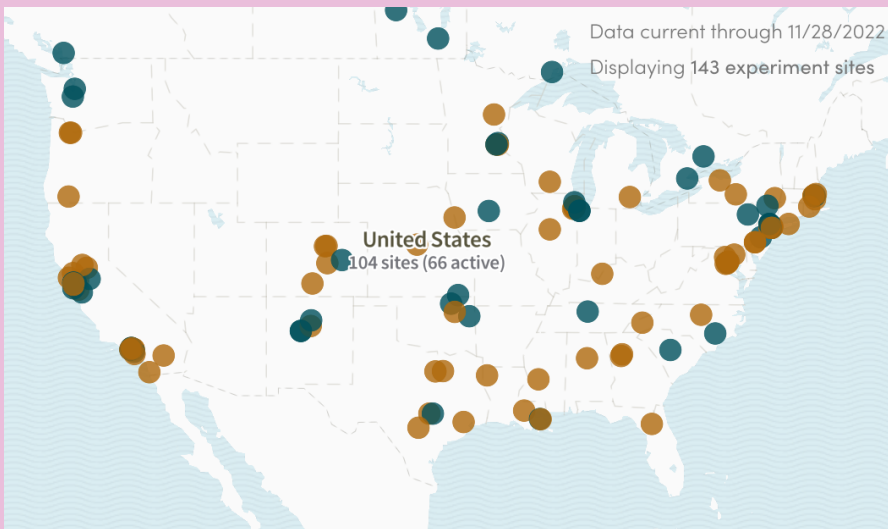 Data current through 11/28/2022
Displaying 143 experiment sites
United States
104 sites (66 active)